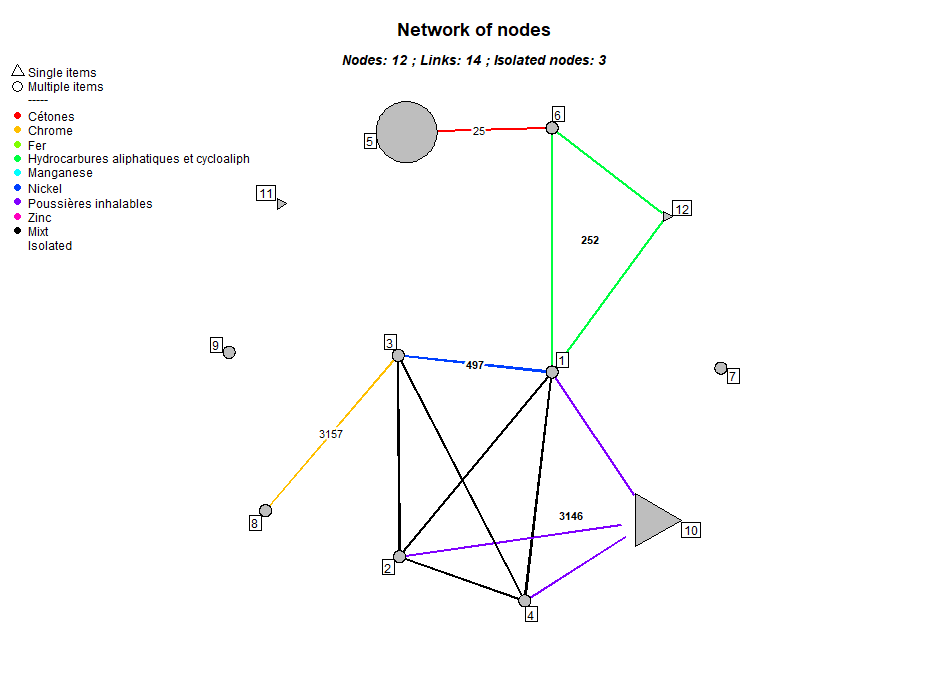 Network of nodes
Nodes: 12 ; Links: 14 ; Isolated nodes: 3
Single items
Multiple items
-----
Cétones
Chrome
Fer
Hydrocarbures aliphatiques et cycloaliph
Manganese
Nickel
Poussières inhalables
Zinc
Mixt
Isolated
6
5
25
11
12
252
9
3
1
497
7
3157
8
3146
10
2
4